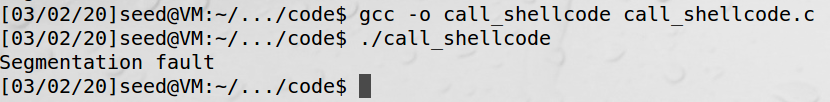 [03/02/20]seed@VM:~/.../code$ gcc -o call_shellcode call_shellcode.c
[03/02/20]seed@VM:~/.../code$ ./call_shellcode
Segmentation fault
[03/02/20]seed@VM:~/.../code$